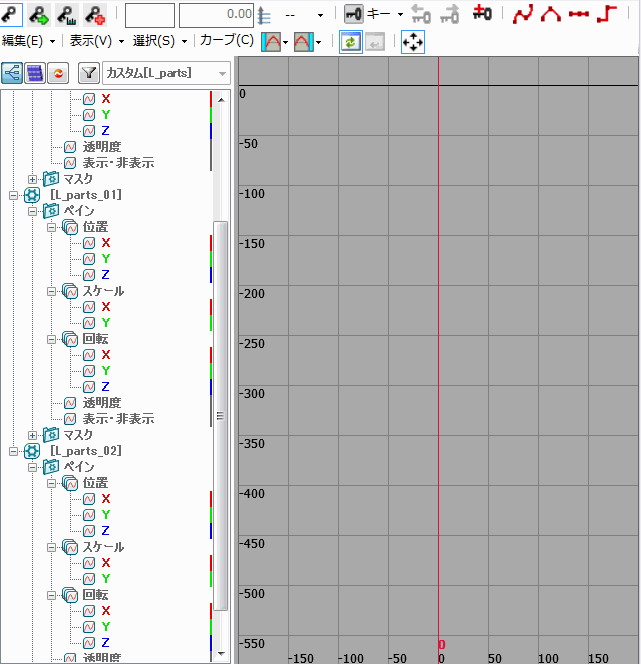 0.00 -- キー
編集(E) 表示(V) 選択(S) カーブ(C)
カスタム[L_parts]
X
Y
Z
透明度
表示・非表示
マスク
[L_parts_01]
ペイン
位置
X
Y
Z
スケール
X
Y
回転
X
Y
Z
透明度
表示・非表示
マスク
[L_parts_02]
ペイン
位置
X
Y
Z
スケール
X
Y
回転
X
Y
Z
透明度
0
-50
-100
-150
-200
-250
-300
-350
-400
-450
-500
-550
0
-150 -100 -50 0 50 100 150